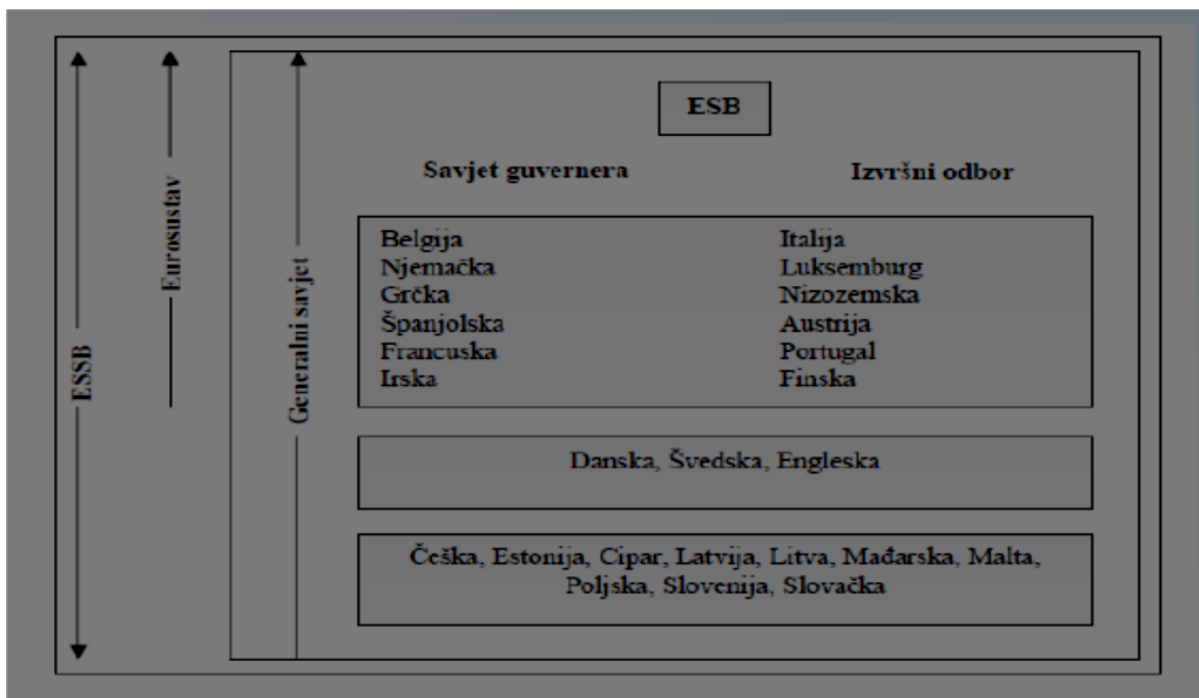 ESSB
Eurosustav
Generalni savjet
ESB
Savjet guvernera
Izvršni odbor
Belgija
Njemačka
Grčka
Španjolska
Francuska
Irska
Italija
Luksemburg
Nizozemska
Austrija
Portugal
Finska
Danska, Švedska, Engleska
Češka, Estonija, Cipar, Latvija, Litva, Mađarska, Malta,
Poljska, Slovenija, Slovačka